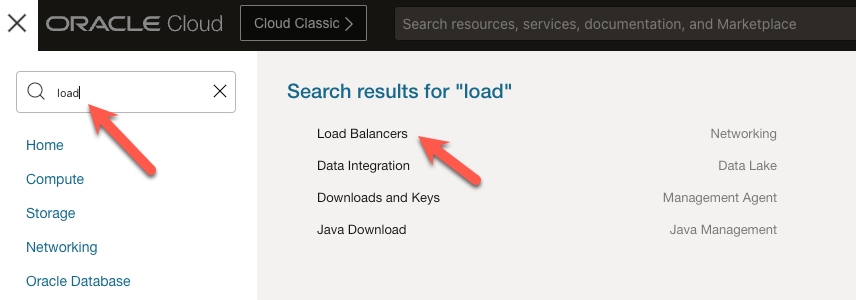 ORACLE Cloud
Cloud Classic
Search resources, services, documentation, and Marketplace
load
Home
Compute
Storage
Networking
Oracle Database
Search results for "load"
Load Balancers Networking
Data Integration Data Lake
Downloads and Keys Management Agent
Java Download Java Management